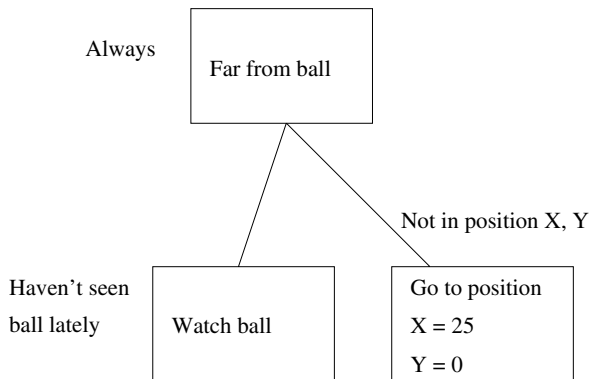 Always
Far from ball
Not in position X, Y
Haven't seen
ball lately
Watch ball
Go to position
X = 25
Y = 0